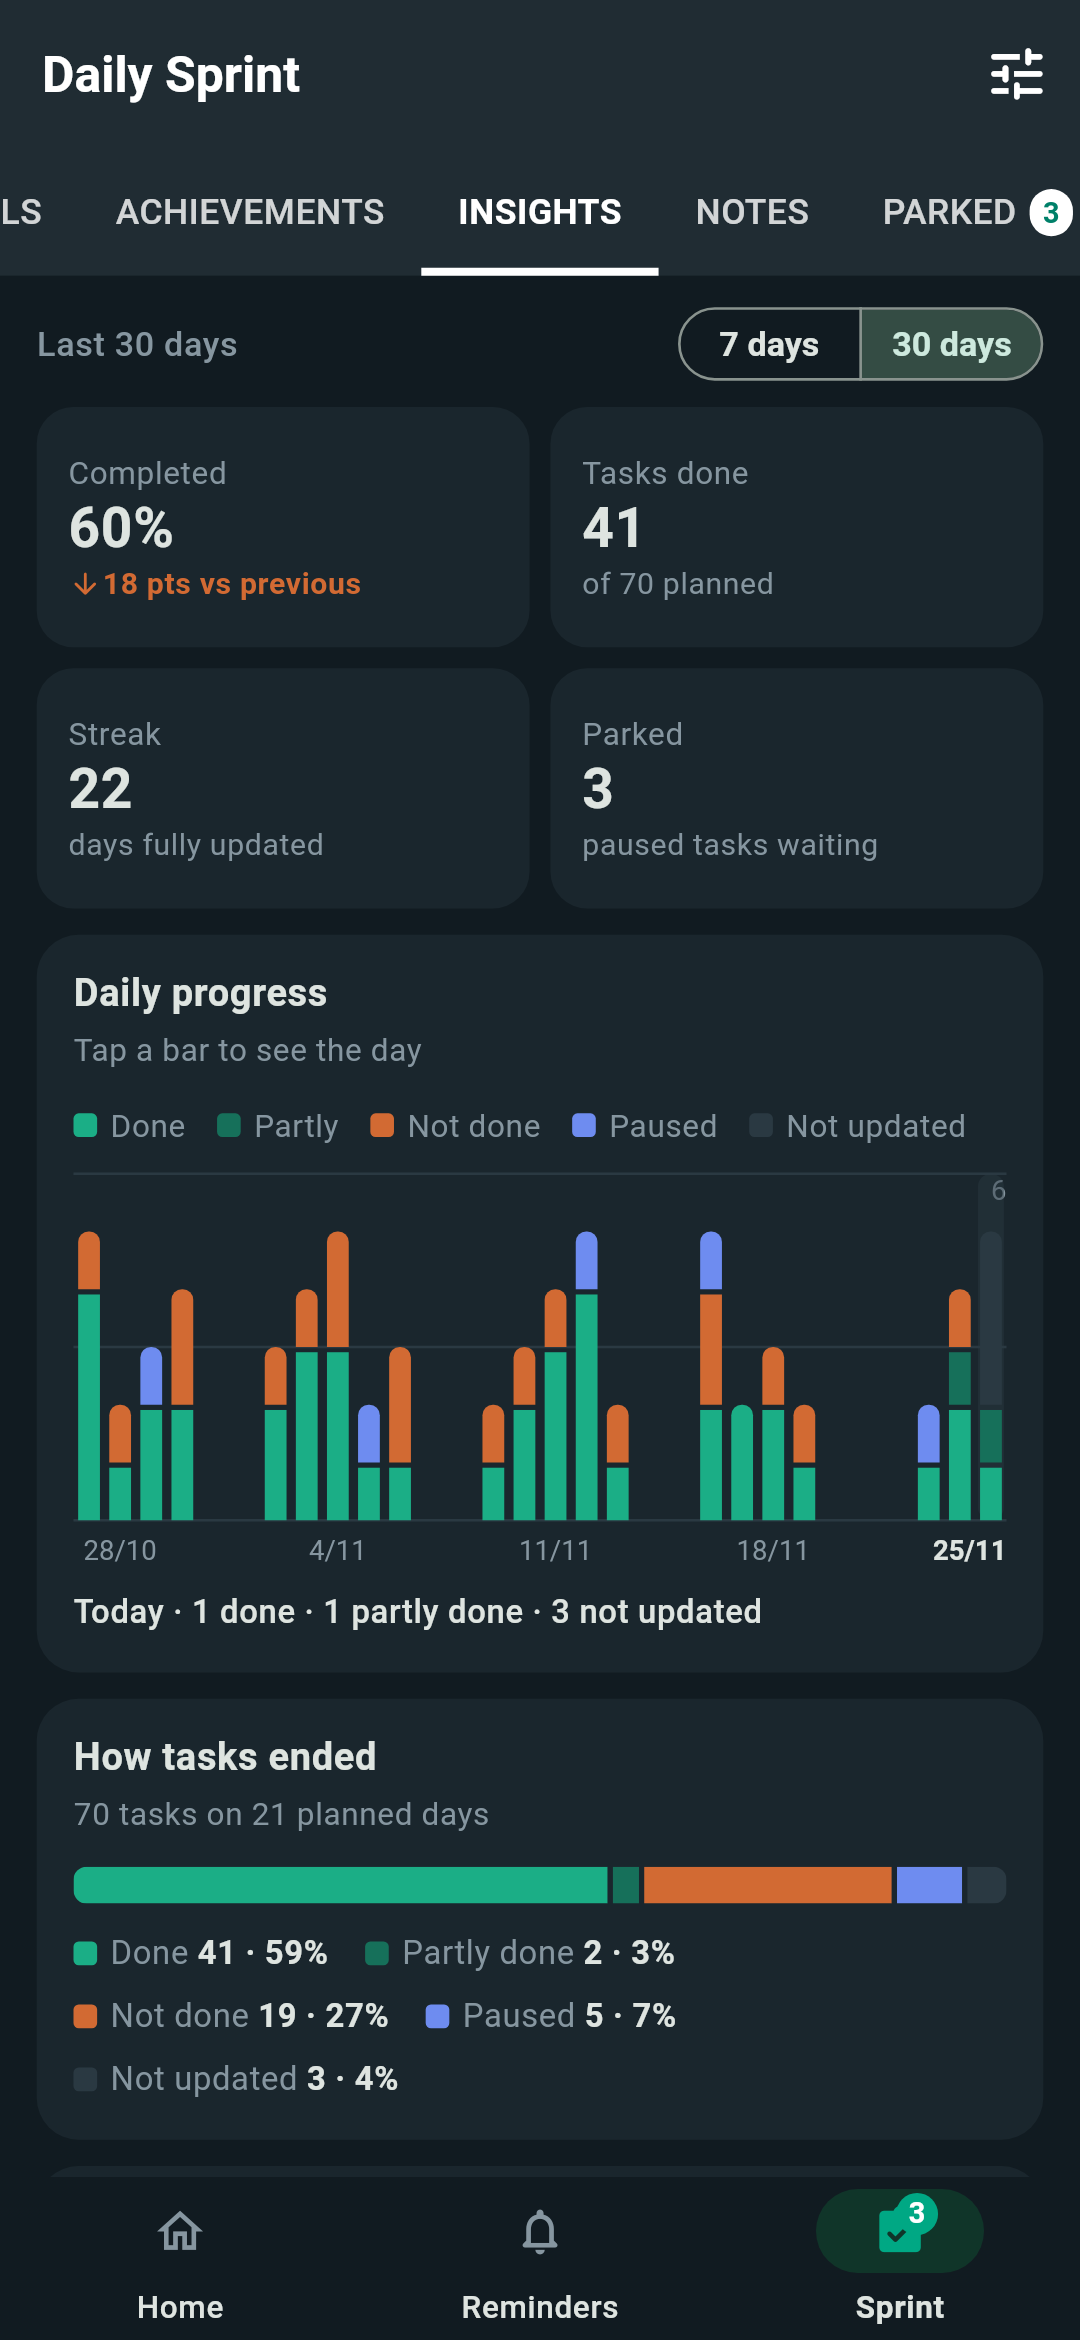 Daily Sprint
LS ACHIEVEMENTS INSIGHTS NOTES PARKED 3
Last 30 days 7 days 30 days
Completed
60%
↓18 pts vs previous
Tasks done
41
of 70 planned
Streak
22
days fully updated
Parked
3
paused tasks waiting
Daily progress
Tap a bar to see the day
Done Partly Not done Paused Not updated
6
28/10 4/11 11/11 18/11 25/11
Today · 1 done · 1 partly done · 3 not updated
How tasks ended
70 tasks on 21 planned days
Done 41 · 59% Partly done 2 · 3%
Not done 19 · 27% Paused 5 · 7%
Not updated 3 · 4%
3
Home Reminders Sprint